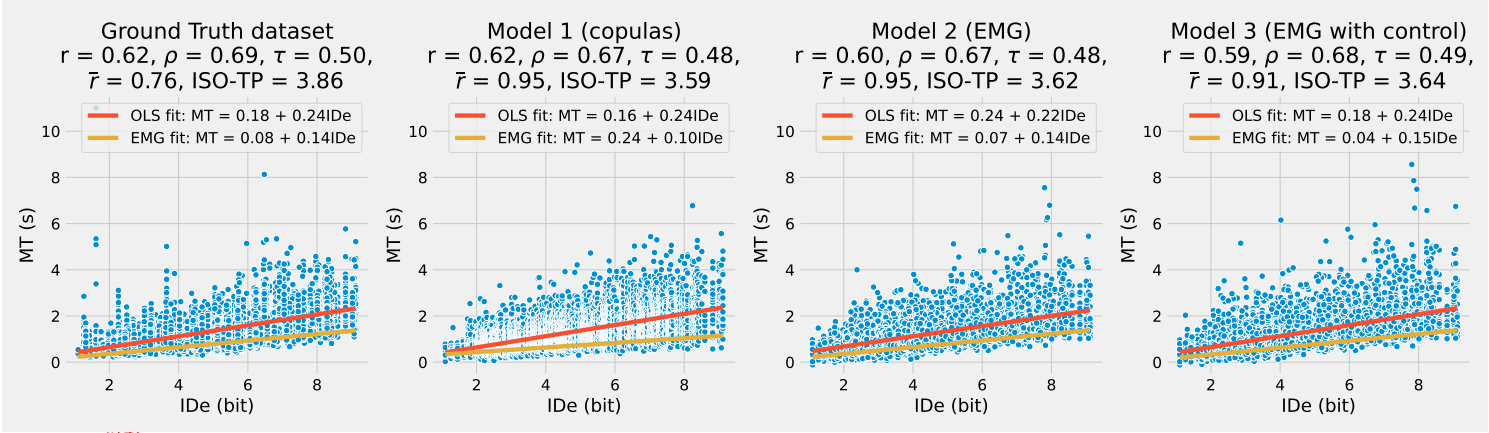 Ground Truth dataset
r = 0.62, ρ = 0.69, τ = 0.50,
r̄ = 0.76, ISO-TP = 3.86
OLS fit: MT = 0.18 + 0.24IDe
EMG fit: MT = 0.08 + 0.14IDe
10
8
6
4
2
0
MT (s)
2 4 6 8
IDe (bit)
Model 1 (copulas)
r = 0.62, ρ = 0.67, τ = 0.48,
r̄ = 0.95, ISO-TP = 3.59
OLS fit: MT = 0.16 + 0.24IDe
EMG fit: MT = 0.24 + 0.10IDe
10
8
6
4
2
0
MT (s)
2 4 6 8
IDe (bit)
Model 2 (EMG)
r = 0.60, ρ = 0.67, τ = 0.48,
r̄ = 0.95, ISO-TP = 3.62
OLS fit: MT = 0.24 + 0.22IDe
EMG fit: MT = 0.07 + 0.14IDe
10
8
6
4
2
0
MT (s)
2 4 6 8
IDe (bit)
Model 3 (EMG with control)
r = 0.59, ρ = 0.68, τ = 0.49,
r̄ = 0.91, ISO-TP = 3.64
OLS fit: MT = 0.18 + 0.24IDe
EMG fit: MT = 0.04 + 0.15IDe
10
8
6
4
2
0
MT (s)
2 4 6 8
IDe (bit)